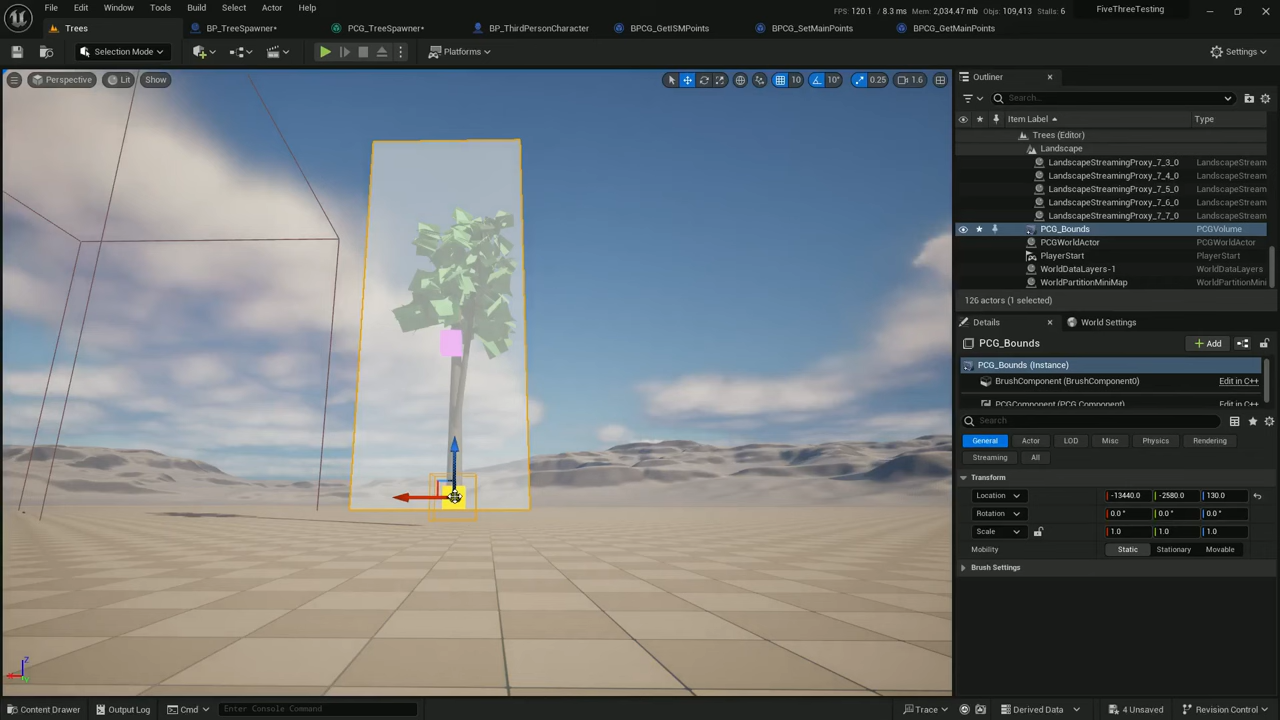 File Edit Window Tools Build Select Actor Help
FPS: 120.1 / 8.3 ms Mem: 2,034.47 mb Objs: 109,413 Stalls: 6
FiveThreeTesting
Trees
BP_TreeSpawner*
PCG_TreeSpawner*
BP_ThirdPersonCharacter
BPCG_GetISMPoints
BPCG_SetMainPoints
BPCG_GetMainPoints
Selection Mode
Platforms
Settings
Perspective
Lit
Show
10
10°
0.25
1.6
Outliner
Search...
Item Label
Type
Trees (Editor)
Landscape
LandscapeStreamingProxy_7_3_0 LandscapeStream
LandscapeStreamingProxy_7_4_0 LandscapeStream
LandscapeStreamingProxy_7_5_0 LandscapeStream
LandscapeStreamingProxy_7_6_0 LandscapeStream
LandscapeStreamingProxy_7_7_0 LandscapeStream
PCG_Bounds PCGVolume
PCGWorldActor PCGWorldActor
PlayerStart PlayerStart
WorldDataLayers-1 WorldDataLayers
WorldPartitionMiniMap WorldPartitionMini
126 actors (1 selected)
Details
World Settings
PCG_Bounds
Add
PCG_Bounds (Instance)
BrushComponent (BrushComponent0) Edit in C++
PCGComponent (PCG Component) Edit in C++
Search
General Actor LOD Misc Physics Rendering
Streaming All
Transform
Location -13440.0 -2580.0 130.0
Rotation 0.0 ° 0.0 ° 0.0 °
Scale 1.0 1.0 1.0
Mobility Static Stationary Movable
Brush Settings
Z
Content Drawer
Output Log
Cmd
Enter Console Command
Trace
Derived Data
4 Unsaved
Revision Control